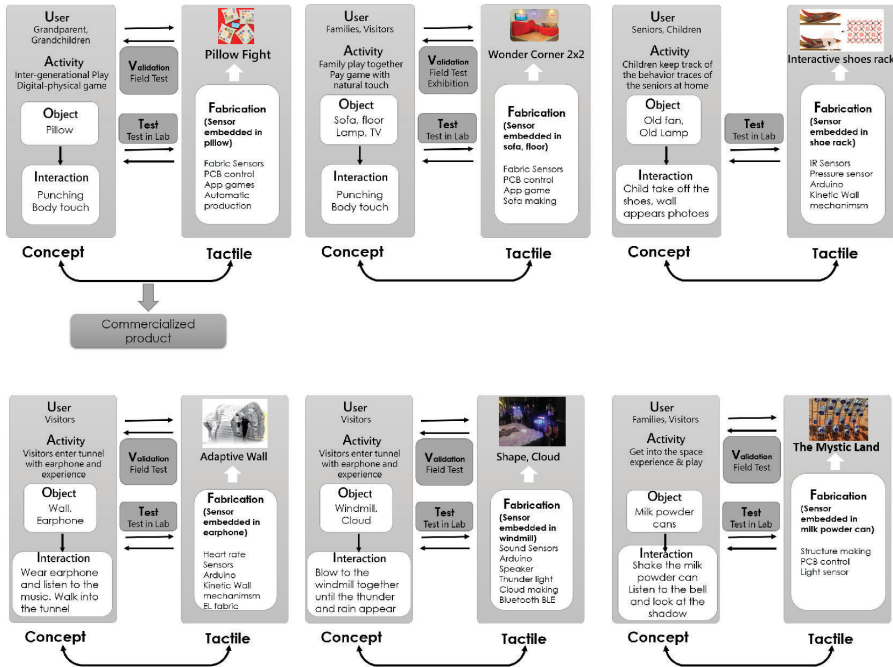 User
Grandparent,
Grandchildren
Activity
Inter-generational Play
Digital-physical game
Object
Pillow
Interaction
Punching
Body touch
Validation
Field Test
Test
Test in Lab
Pillow Fight
Fabrication
(Sensor
embedded in
pillow)
Fabric Sensors
PCB control
App games
Automatic
production
Concept
Tactile
Commercialized
product
User
Families, Visitors
Activity
Family play together
Pay game with
natural touch
Object
Sofa, floor
Lamp, TV
Interaction
Punching
Body touch
Validation
Field Test
Exhibition
Test
Test in Lab
Wonder Corner 2x2
Fabrication
(Sensor
embedded in
sofa, floor)
Fabric Sensors
PCB control
App game
Sofa making
Concept
Tactile
User
Seniors, Children
Activity
Children keep track of
the behavior traces of
the seniors at home
Object
Old fan,
Old Lamp
Interaction
Child take off the
shoes, wall
appears photoes
Test
Test in Lab
Interactive shoes rack
Fabrication
(Sensor
embedded in
shoe rack)
IR Sensors
Pressure sensor
Arduino
Kinetic Wall
mechanimsm
Concept
Tactile
User
Visitors
Activity
Visitors enter tunnel
with earphone and
experience
Object
Wall,
Earphone
Interaction
Wear earphone
and listen to the
music. Walk into
the tunnel
Validation
Field Test
Test
Test in Lab
Adaptive Wall
Fabrication
(Sensor
embedded in
earphone)
Heart rate
Sensors
Arduino
Kinetic Wall
mechanimsm
EL fabric
Concept
Tactile
User
Visitors
Activity
Visitors enter tunnel
with earphone and
experience
Object
Windmill,
Cloud
Interaction
Blow to the
windmill together
until the thunder
and rain appear
Validation
Field Test
Test
Test in Lab
Shape, Cloud
Fabrication
(Sensor
embedded in
windmill)
Sound Sensors
Arduino
Speaker
Thunder light
Cloud making
Bluetooth BLE
Concept
Tactile
User
Families, Visitors
Activity
Get into the space
experience & play
Object
Milk powder
cans
Interaction
Shake the milk
powder can
Listen to the bell
and look at the
shadow
Validation
Field Test
Test
Test in Lab
The Mystic Land
Fabrication
(Sensor
embedded in
milk powder can)
Structure making
PCB control
Light sensor
Concept
Tactile